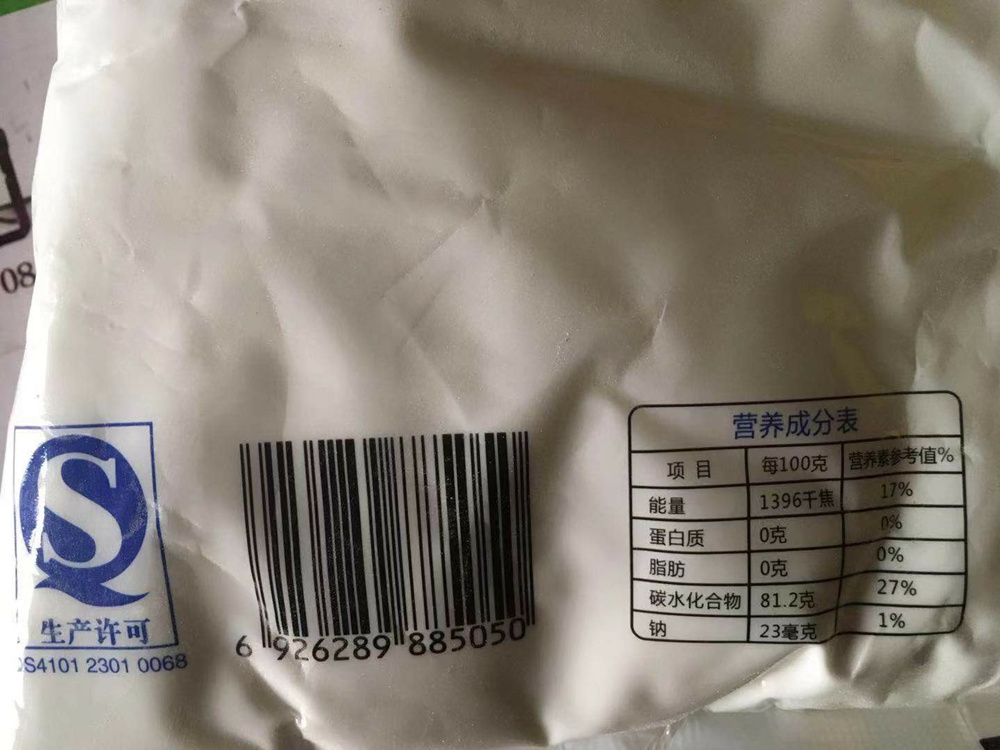 08
S
生产许可
QS4101 2301 0068
6 926289 885050
营养成分表
项目 每100克 营养素参考值%
能量 1396千焦 17%
蛋白质 0克 0%
脂肪 0克 0%
碳水化合物 81.2克 27%
钠 23毫克 1%